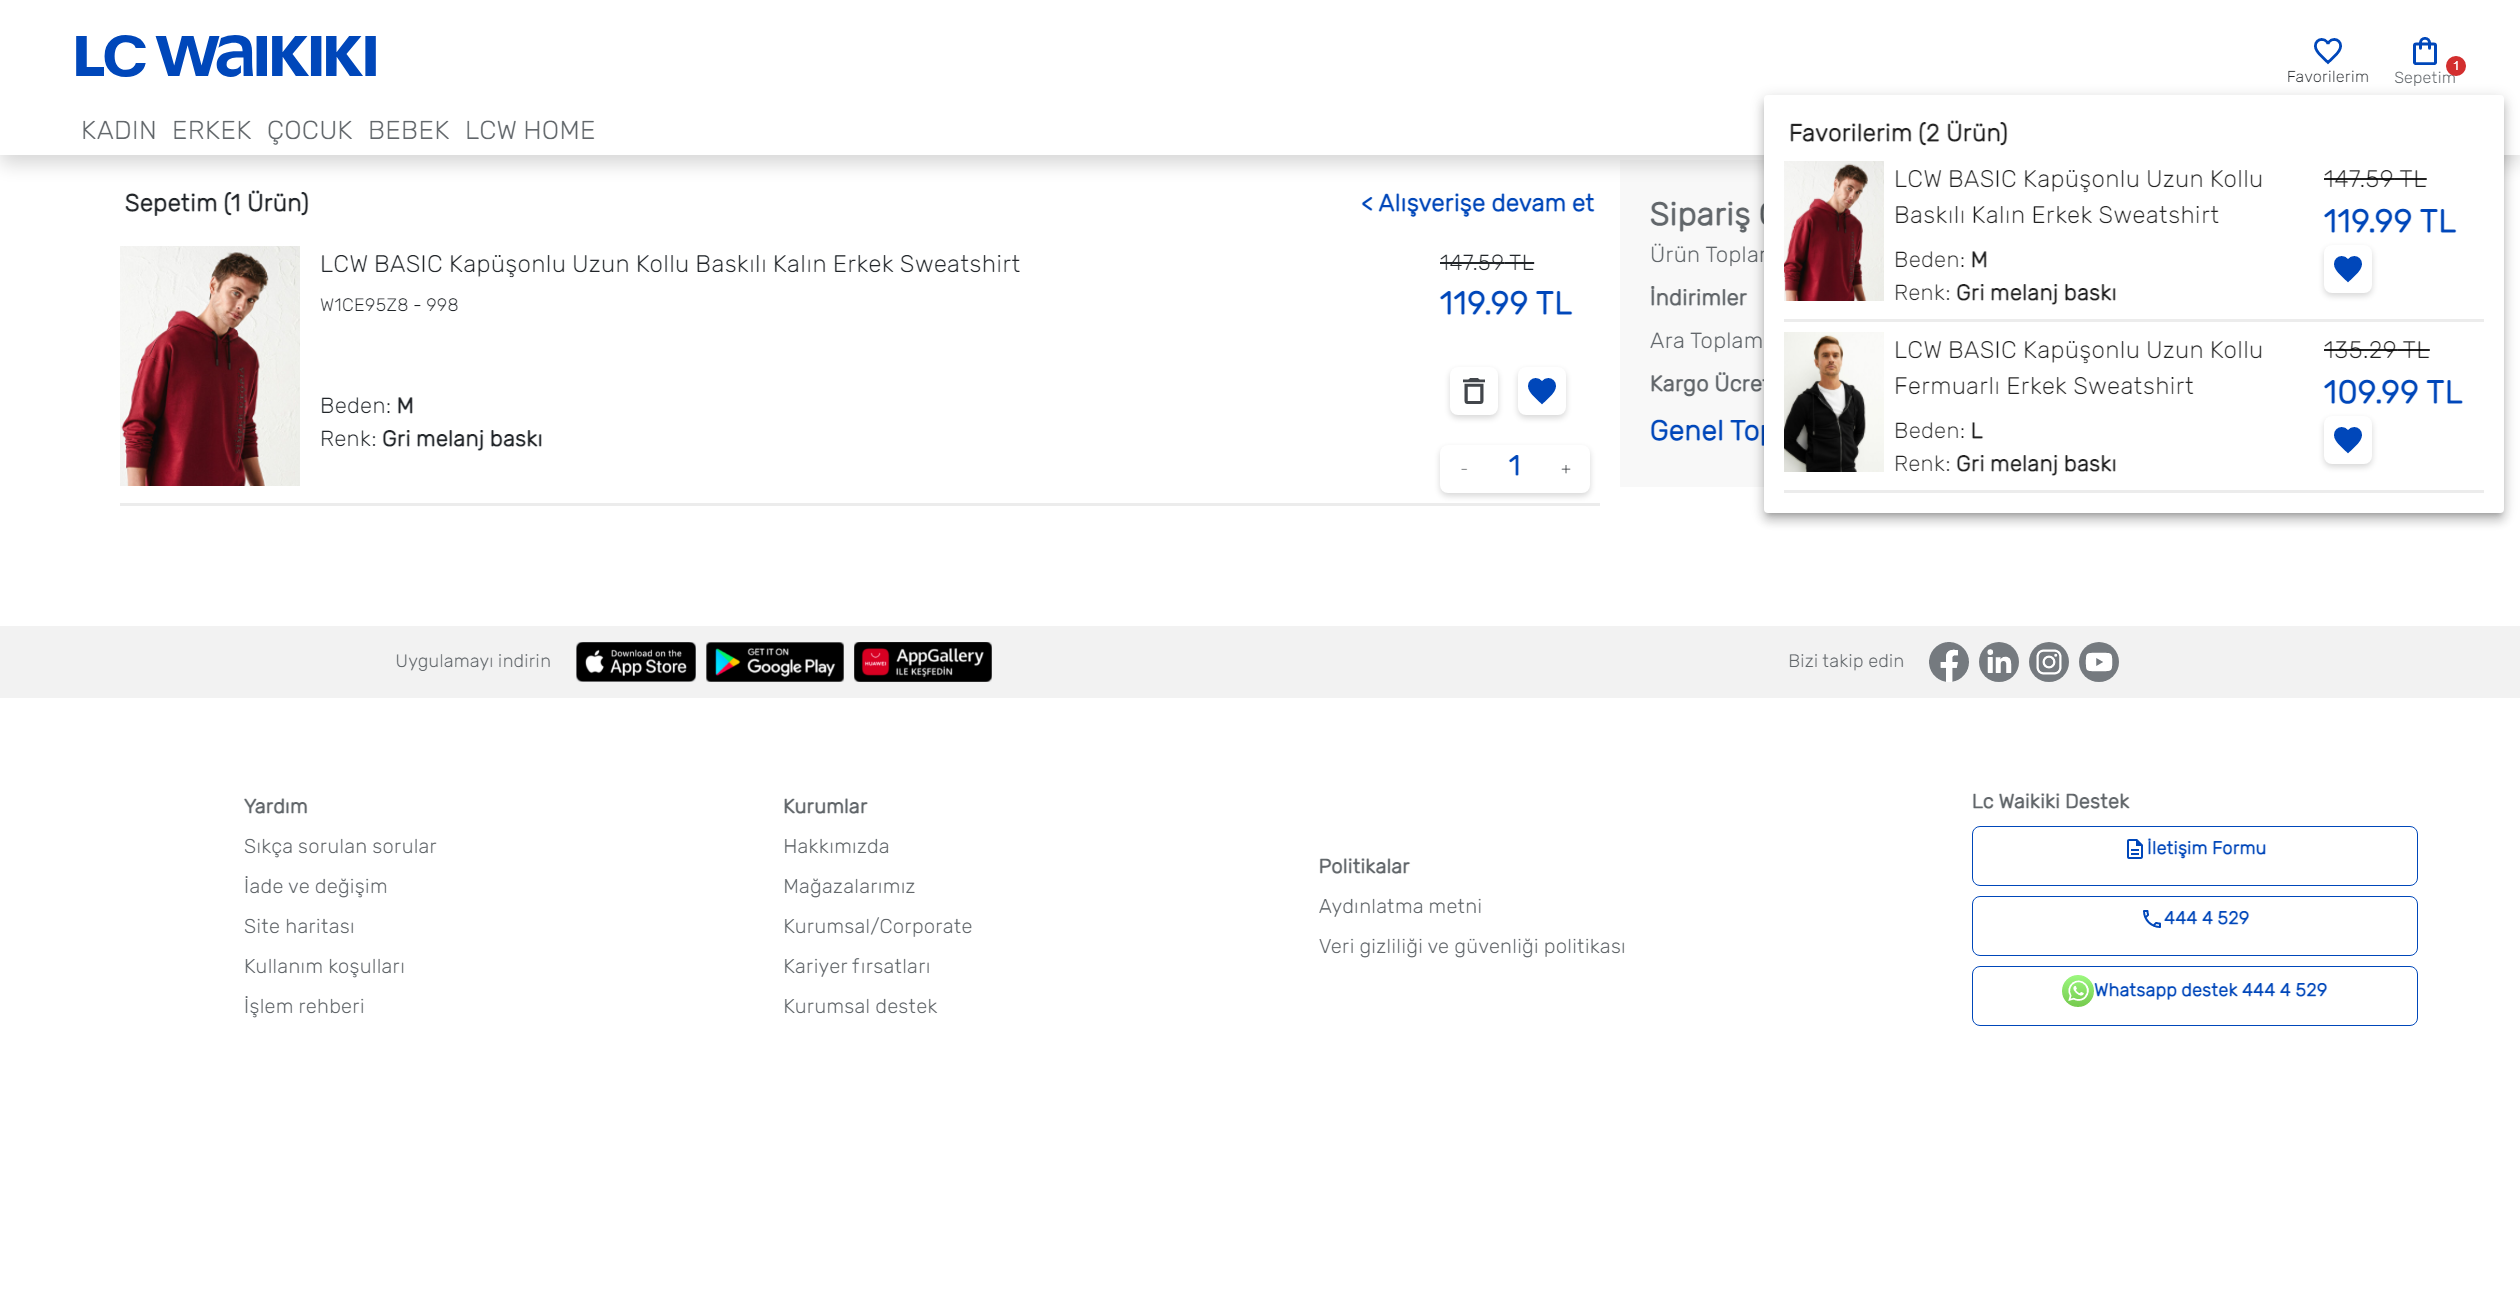 LC WAIKIKI
Favorilerim
Sepetim
1
KADIN ERKEK ÇOCUK BEBEK LCW HOME
Sepetim (1 Ürün)
< Alışverişe devam et
LCW BASIC Kapüşonlu Uzun Kollu Baskılı Kalın Erkek Sweatshirt
W1CE95Z8 - 998
147.59 TL
119.99 TL
Beden: M
Renk: Gri melanj baskı
- 1 +
Sipariş
Ürün Toplar
İndirimler
Ara Toplam
Kargo Ücre
Genel Top
Favorilerim (2 Ürün)
LCW BASIC Kapüşonlu Uzun Kollu
Baskılı Kalın Erkek Sweatshirt
147.59 TL
119.99 TL
Beden: M
Renk: Gri melanj baskı
LCW BASIC Kapüşonlu Uzun Kollu
Fermuarlı Erkek Sweatshirt
135.29 TL
109.99 TL
Beden: L
Renk: Gri melanj baskı
Uygulamayı indirin
Download on the
App Store
GET IT ON
Google Play
HUAWEI
AppGallery
ILE KEŞFEDİN
Bizi takip edin
Yardım
Sıkça sorulan sorular
İade ve değişim
Site haritası
Kullanım koşulları
İşlem rehberi
Kurumlar
Hakkımızda
Mağazalarımız
Kurumsal/Corporate
Kariyer fırsatları
Kurumsal destek
Politikalar
Aydınlatma metni
Veri gizliliği ve güvenliği politikası
Lc Waikiki Destek
İletişim Formu
444 4 529
Whatsapp destek 444 4 529